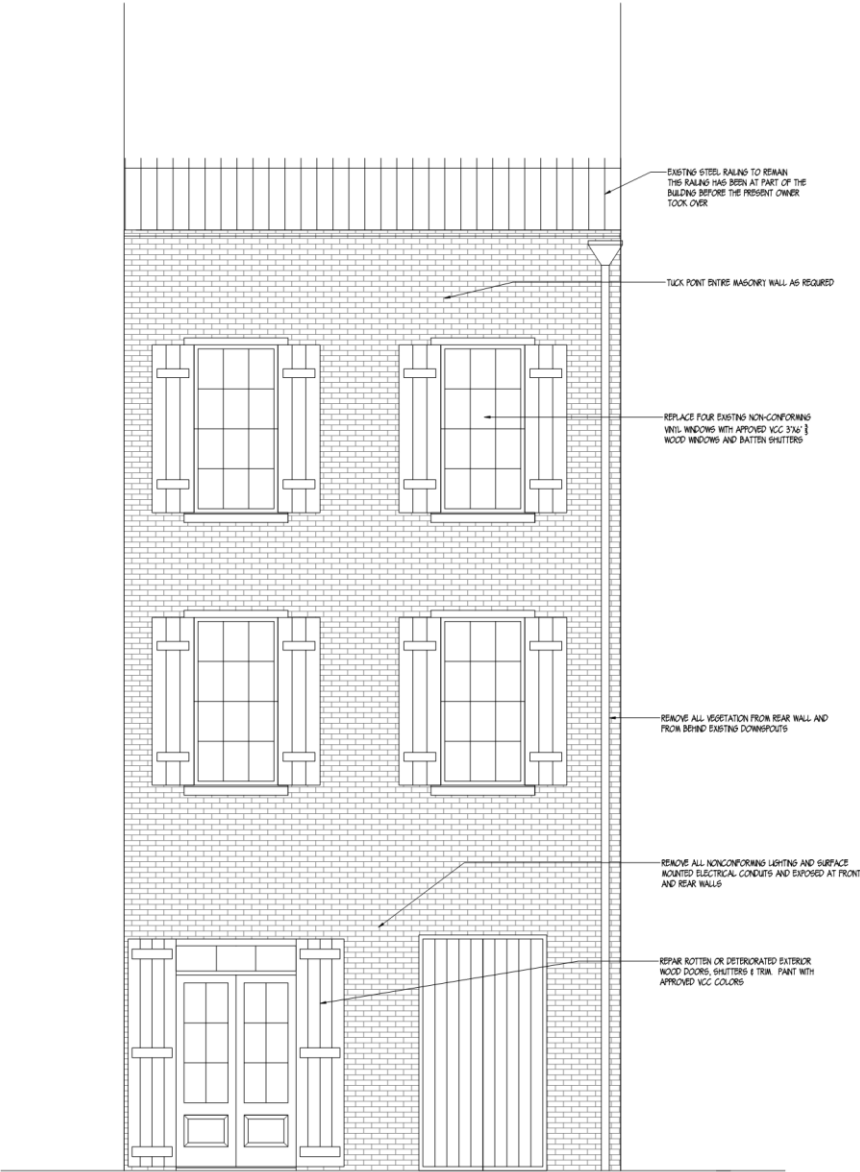 EXISTING STEEL RAILING TO REMAIN
THIS RAILING HAS BEEN AT PART OF THE
BUILDING BEFORE THE PRESENT OWNER
TOOK OVER
TUCK POINT ENTIRE MASONRY WALL AS REQUIRED
REPLACE FOUR EXISTING NON-CONFORMING
VINYL WINDOWS WITH APPOVED VCC 3'X6'
WOOD WINDOWS AND BATTEN SHUTTERS
REMOVE ALL VEGETATION FROM REAR WALL AND
FROM BEHIND EXISTING DOWNSPOUTS
REMOVE ALL NONCONFORMING LIGHTING AND SURFACE
MOUNTED ELECTRICAL CONDUITS AND EXPOSED AT FRONT
AND REAR WALLS
REPAIR ROTTEN OR DETERIORATED EXTERIOR
WOOD DOORS, SHUTTERS & TRIM. PAINT WITH
APPROVED VCC COLORS